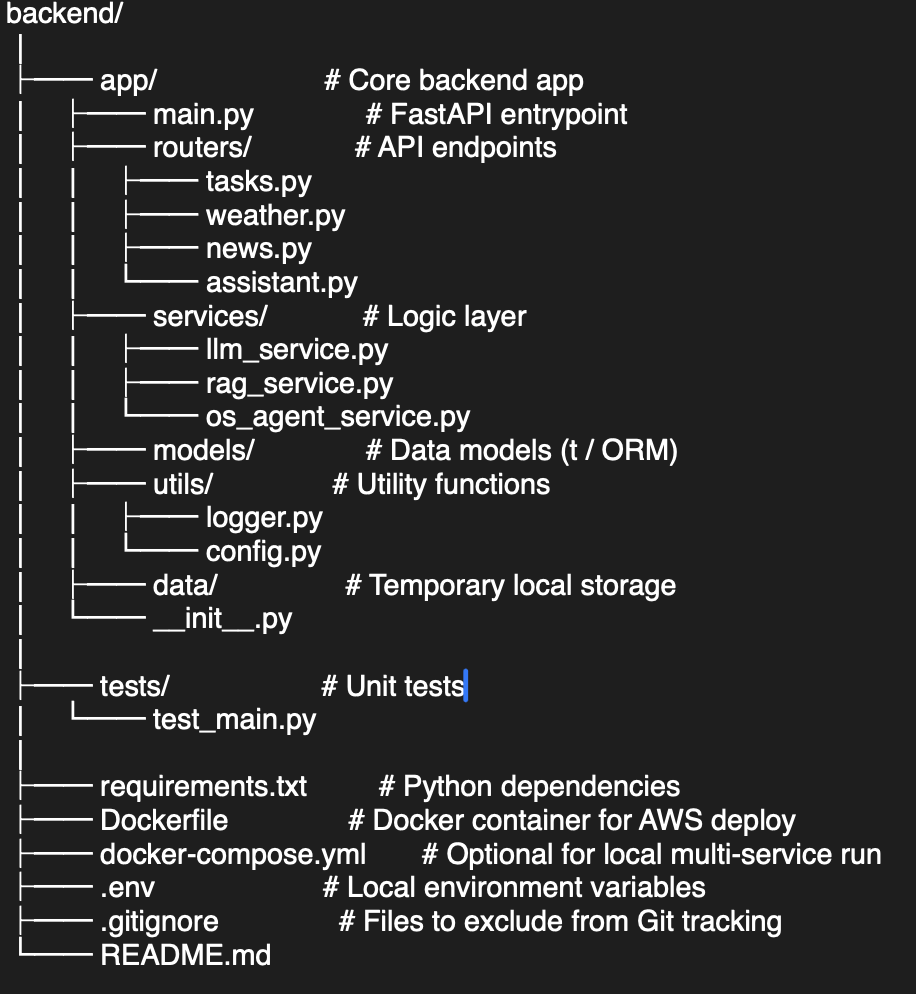 backend/
│
├── app/ # Core backend app
│ ├── main.py # FastAPI entrypoint
│ ├── routers/ # API endpoints
│ │ ├── tasks.py
│ │ ├── weather.py
│ │ ├── news.py
│ │ └── assistant.py
│ ├── services/ # Logic layer
│ │ ├── llm_service.py
│ │ ├── rag_service.py
│ │ └── os_agent_service.py
│ ├── models/ # Data models (t / ORM)
│ ├── utils/ # Utility functions
│ │ ├── logger.py
│ │ └── config.py
│ ├── data/ # Temporary local storage
│ └── __init__.py
│
├── tests/ # Unit tests
│ └── test_main.py
│
├── requirements.txt # Python dependencies
├── Dockerfile # Docker container for AWS deploy
├── docker-compose.yml # Optional for local multi-service run
├── .env # Local environment variables
├── .gitignore # Files to exclude from Git tracking
└── README.md